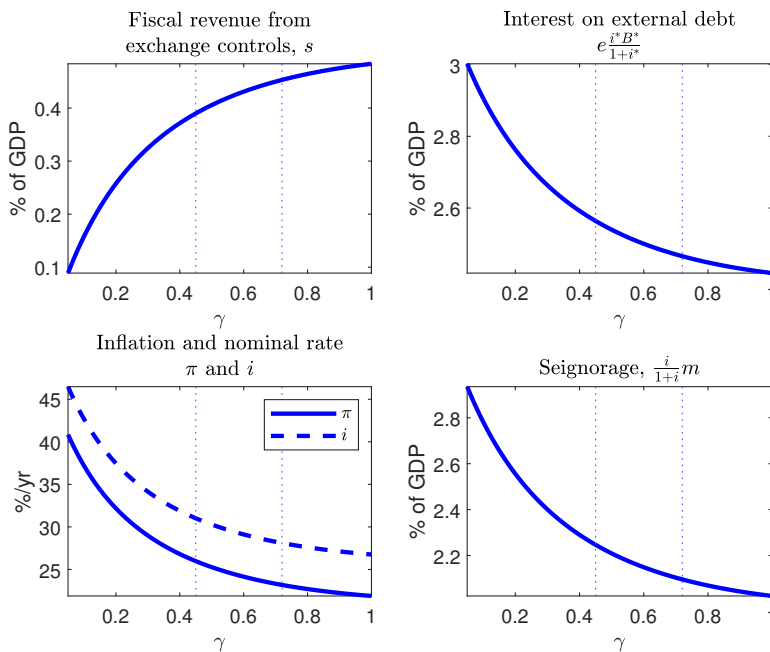 Fiscal revenue from
exchange controls, s
% of GDP
0.4
0.3
0.2
0.1
0.2 0.4 0.6 0.8 1
γ
Interest on external debt
e i*B*/1+i*
% of GDP
3
2.8
2.6
0.2 0.4 0.6 0.8 1
γ
Inflation and nominal rate
π and i
%/yr
45
40
35
30
25
π
i
0.2 0.4 0.6 0.8 1
γ
Seignorage, i/1+i m
% of GDP
2.8
2.6
2.4
2.2
0.2 0.4 0.6 0.8 1
γ